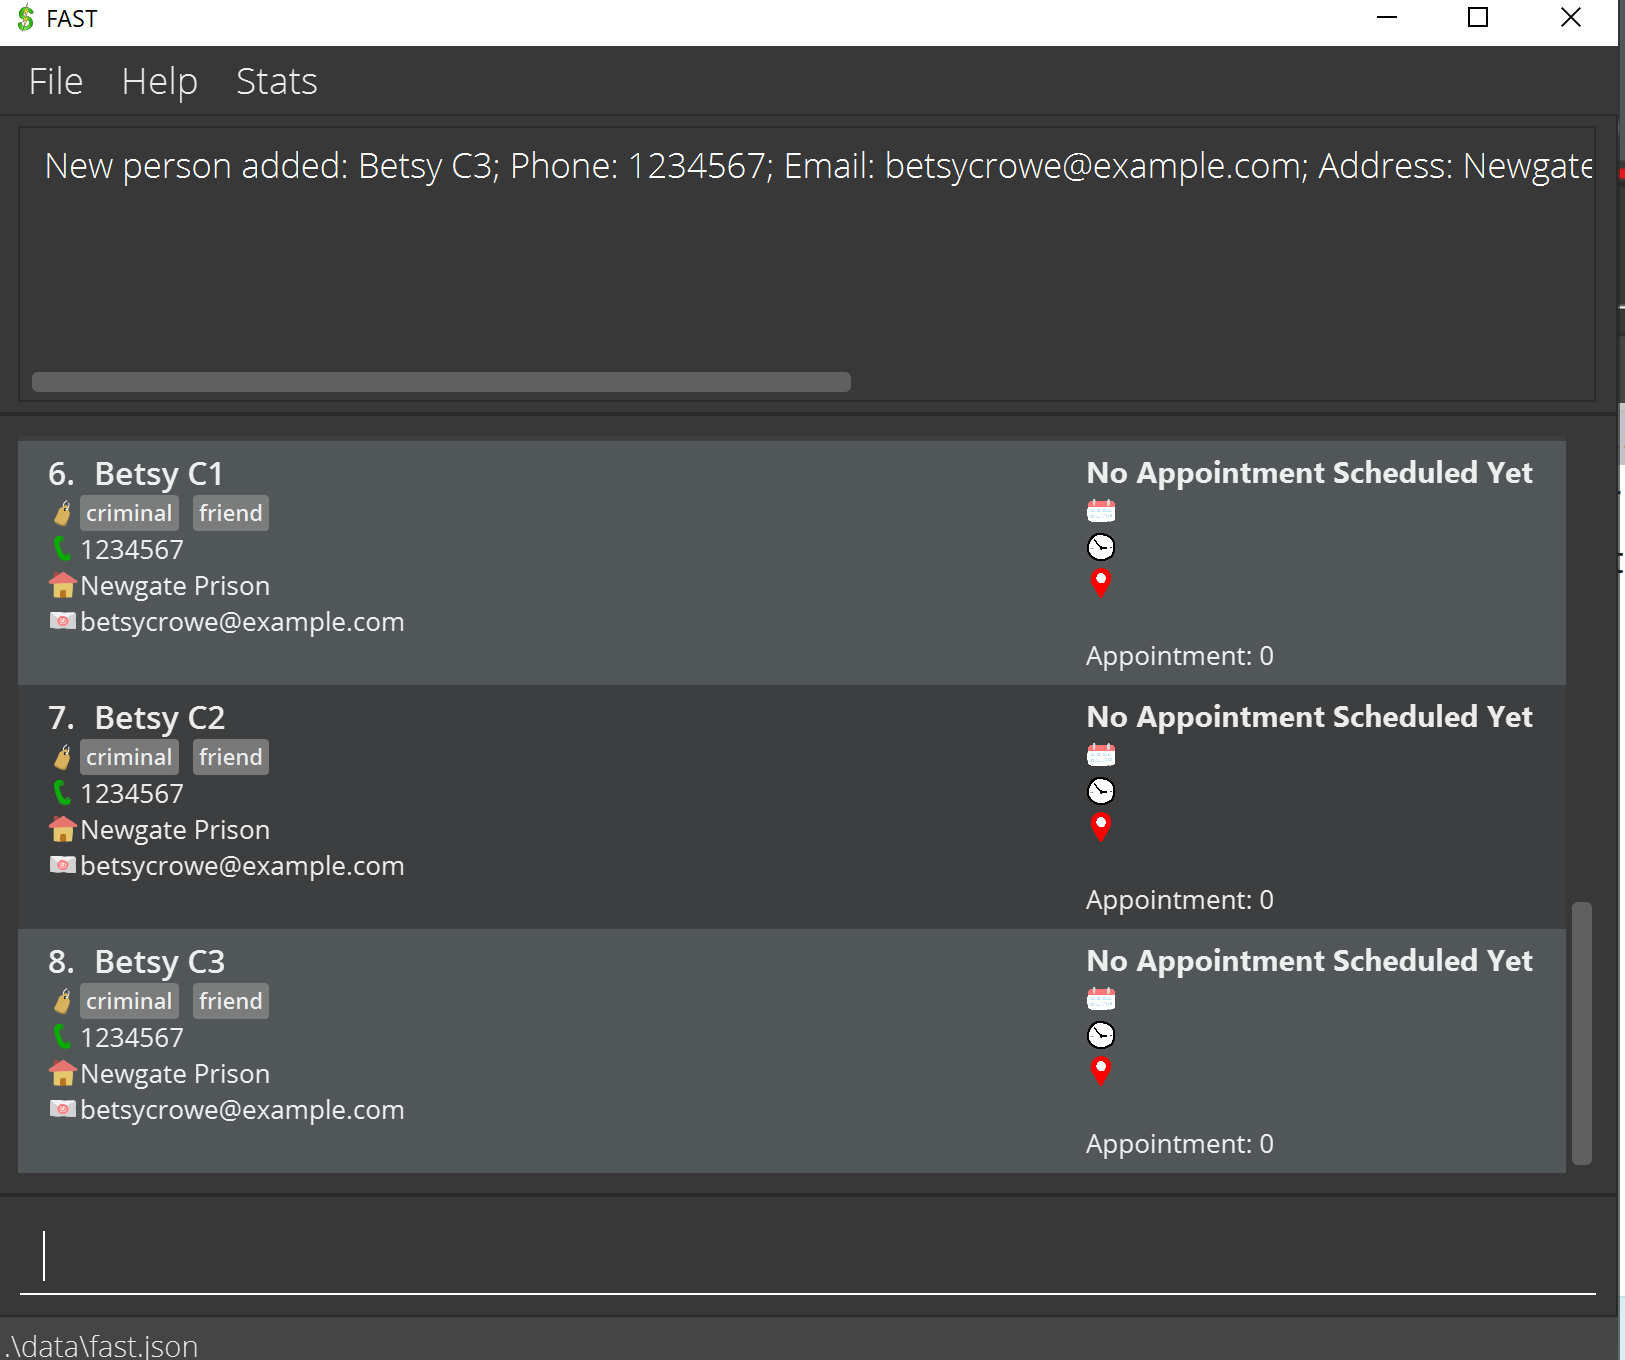 FAST
File Help Stats
New person added: Betsy C3; Phone: 1234567; Email: betsycrowe@example.com; Address: Newgate
6. Betsy C1
criminal friend
1234567
Newgate Prison
betsycrowe@example.com
No Appointment Scheduled Yet
Appointment: 0
7. Betsy C2
criminal friend
1234567
Newgate Prison
betsycrowe@example.com
No Appointment Scheduled Yet
Appointment: 0
8. Betsy C3
criminal friend
1234567
Newgate Prison
betsycrowe@example.com
No Appointment Scheduled Yet
Appointment: 0
.\data\fast.json